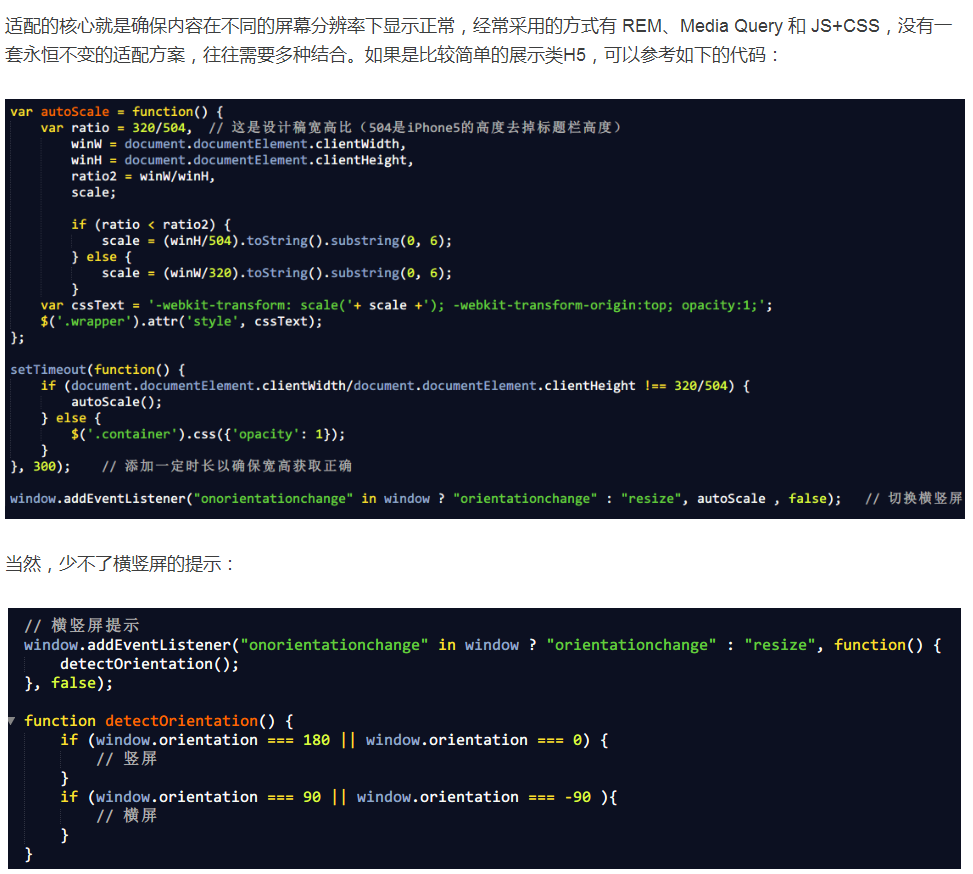 适配的核心就是确保内容在不同的屏幕分辨率下显示正常，经常采用的方式有 REM、Media Query 和 JS+CSS，没有一
套永恒不变的适配方案，往往需要多种结合。如果是比较简单的展示类H5，可以参考如下的代码：
var autoScale = function() {
    var ratio = 320/504,  // 这是设计稿宽高比（504是iPhone5的高度去掉标题栏高度）
        winW = document.documentElement.clientWidth,
        winH = document.documentElement.clientHeight,
        ratio2 = winW/winH,
        scale;
        if (ratio < ratio2) {
            scale = (winH/504).toString().substring(0, 6);
        } else {
            scale = (winW/320).toString().substring(0, 6);
        }
    var cssText = '-webkit-transform: scale('+ scale +'); -webkit-transform-origin:top; opacity:1;';
    $('.wrapper').attr('style', cssText);
};
setTimeout(function() {
    if (document.documentElement.clientWidth/document.documentElement.clientHeight !== 320/504) {
        autoScale();
    } else {
        $('.container').css({'opacity': 1});
    }
}, 300);    // 添加一定时长以确保宽高获取正确
window.addEventListener("onorientationchange" in window ? "orientationchange" : "resize", autoScale , false);   // 切换横竖屏
当然，少不了横竖屏的提示：
// 横竖屏提示
window.addEventListener("onorientationchange" in window ? "orientationchange" : "resize", function() {
    detectOrientation();
}, false);
function detectOrientation() {
    if (window.orientation === 180 || window.orientation === 0) {
        // 竖屏
    }
    if (window.orientation === 90 || window.orientation === -90 ){
        // 横屏
    }
}